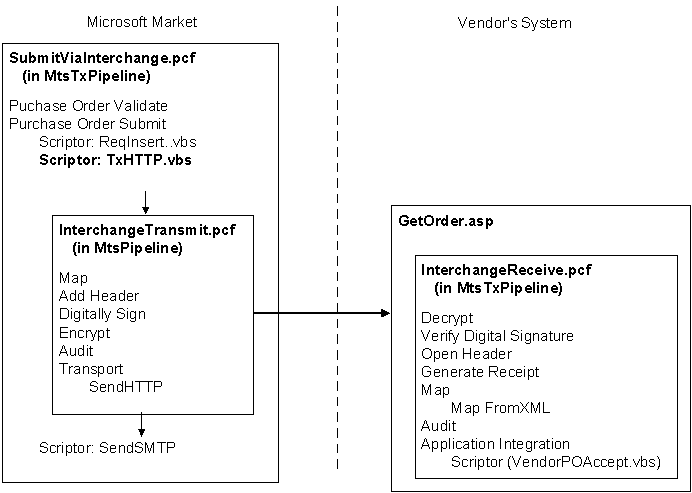 Microsoft Market
Vendor's System
SubmitViaInterchange.pcf
(in MtsTxPipeline)
Puchase Order Validate
Purchase Order Submit
Scriptor: ReqInsert..vbs
Scriptor: TxHTTP.vbs
InterchangeTransmit.pcf
(in MtsPipeline)
Map
Add Header
Digitally Sign
Encrypt
Audit
Transport
SendHTTP
Scriptor: SendSMTP
GetOrder.asp
InterchangeReceive.pcf
(in MtsTxPipeline)
Decrypt
Verify Digital Signature
Open Header
Generate Receipt
Map
Map FromXML
Audit
Application Integration
Scriptor (VendorPOAccept.vbs)